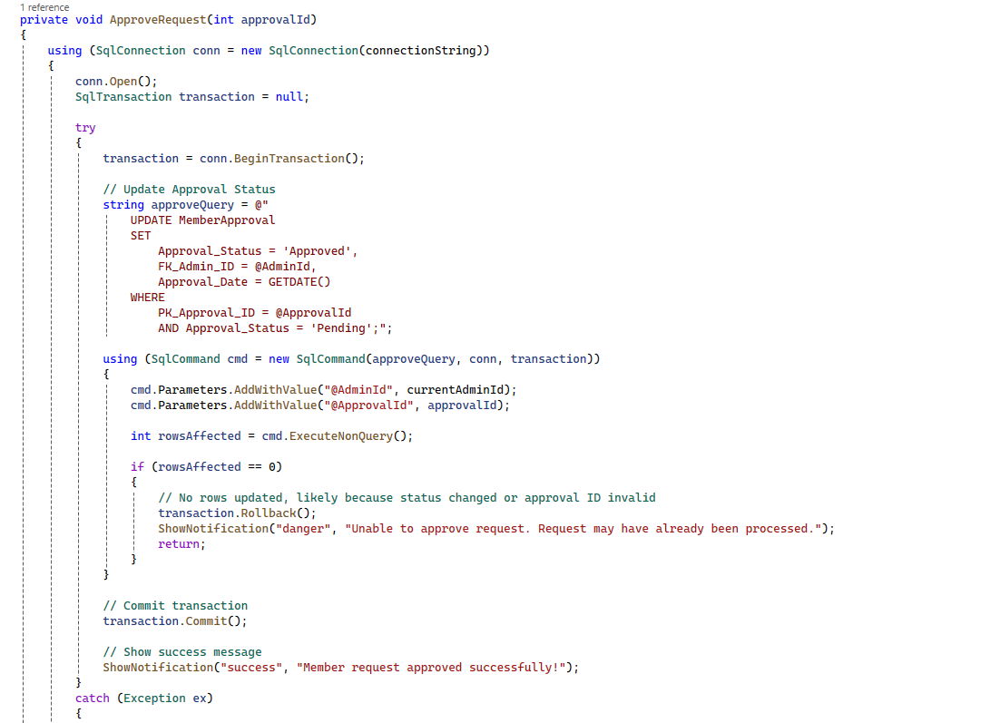 1 reference
private void ApproveRequest(int approvalId)
{
    using (SqlConnection conn = new SqlConnection(connectionString))
    {
        conn.Open();
        SqlTransaction transaction = null;

        try
        {
            transaction = conn.BeginTransaction();

            // Update Approval Status
            string approveQuery = @"
                UPDATE MemberApproval
                SET
                    Approval_Status = 'Approved',
                    FK_Admin_ID = @AdminId,
                    Approval_Date = GETDATE()
                WHERE
                    PK_Approval_ID = @ApprovalId
                    AND Approval_Status = 'Pending';";

            using (SqlCommand cmd = new SqlCommand(approveQuery, conn, transaction))
            {
                cmd.Parameters.AddWithValue("@AdminId", currentAdminId);
                cmd.Parameters.AddWithValue("@ApprovalId", approvalId);

                int rowsAffected = cmd.ExecuteNonQuery();

                if (rowsAffected == 0)
                {
                    // No rows updated, likely because status changed or approval ID invalid
                    transaction.Rollback();
                    ShowNotification("danger", "Unable to approve request. Request may have already been processed.");
                    return;
                }
            }

            // Commit transaction
            transaction.Commit();

            // Show success message
            ShowNotification("success", "Member request approved successfully!");
        }
        catch (Exception ex)
        {